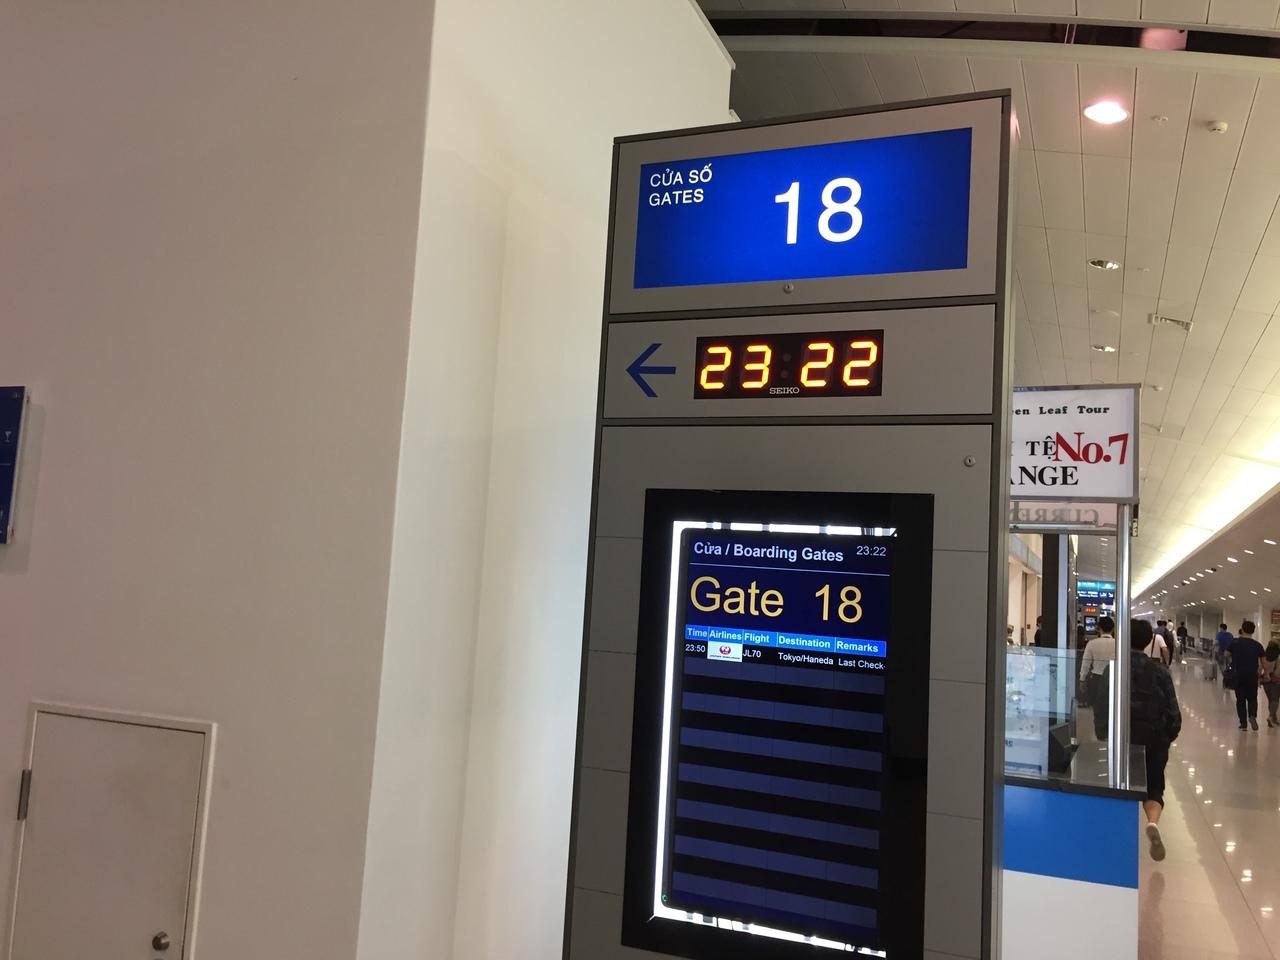 CỬA SỐ
GATES
18
23:22
SEIKO
Cửa / Boarding Gates 23:22
Gate 18
Time Airlines Flight Destination Remarks
23:50 JL70 Tokyo/Haneda Last Check-
een Leaf Tour
TỆ No.7
ANGE